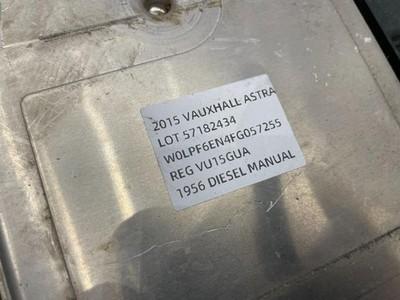 2015 VAUXHALL ASTRA
LOT 57182434
W0LPF6EN4FG057255
REG VU15GUA
1956 DIESEL MANUAL